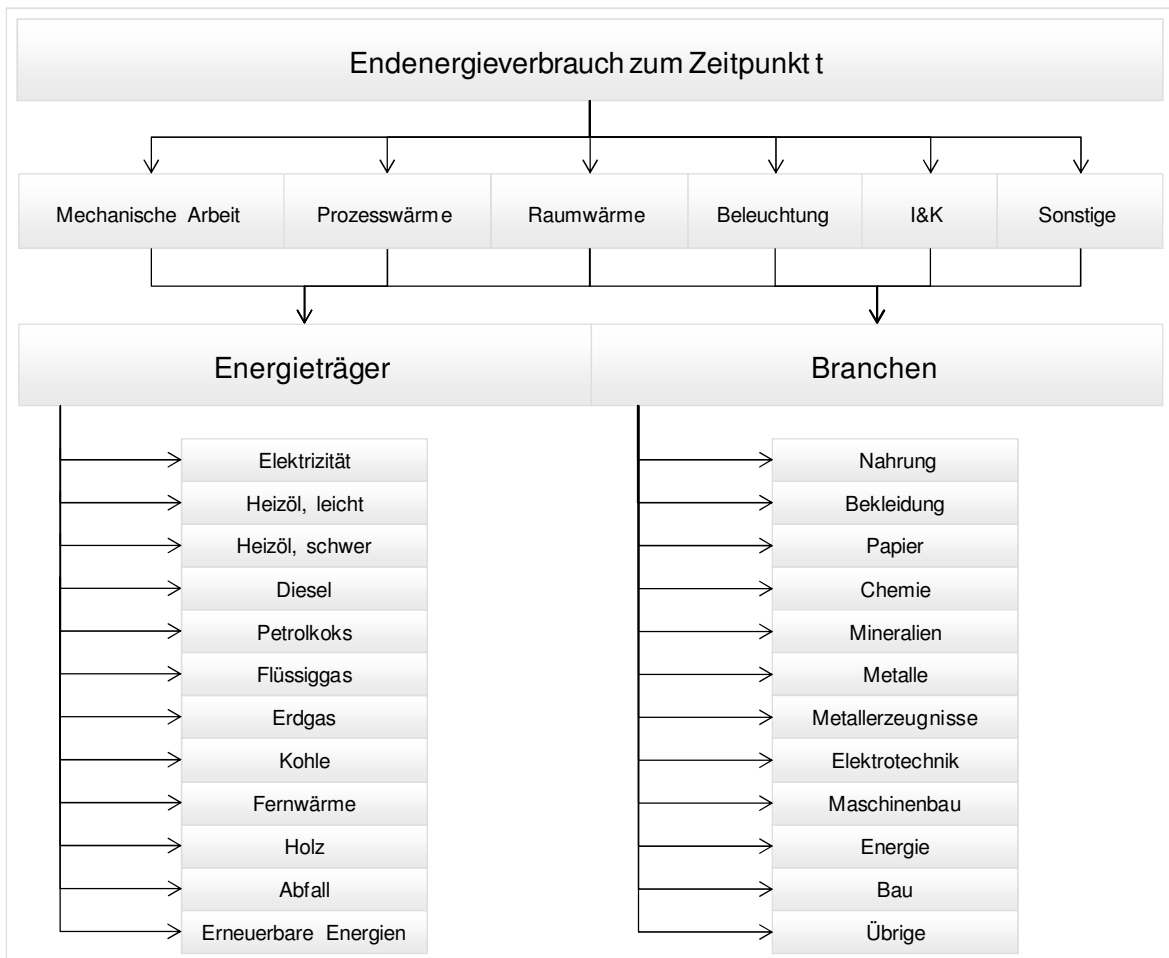 Endenergieverbrauch zum Zeitpunkt t
Mechanische Arbeit
Prozesswärme
Raumwärme
Beleuchtung
I&K
Sonstige
Energieträger
Branchen
Elektrizität
Heizöl, leicht
Heizöl, schwer
Diesel
Petrolkoks
Flüssiggas
Erdgas
Kohle
Fernwärme
Holz
Abfall
Erneuerbare Energien
Nahrung
Bekleidung
Papier
Chemie
Mineralien
Metalle
Metallerzeugnisse
Elektrotechnik
Maschinenbau
Energie
Bau
Übrige